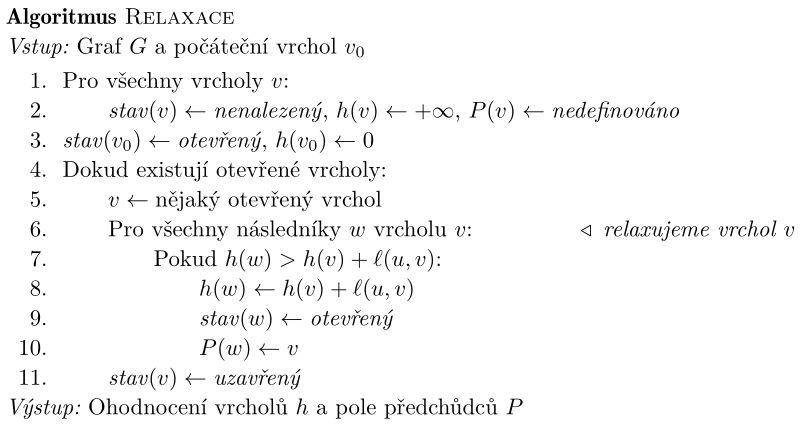 Algoritmus RELAXACE
Vstup: Graf G a počáteční vrchol v₀
1. Pro všechny vrcholy v:
2. stav(v) ← nenalezený, h(v) ← +∞, P(v) ← nedefinováno
3. stav(v₀) ← otevřený, h(v₀) ← 0
4. Dokud existují otevřené vrcholy:
5. v ← nějaký otevřený vrchol
6. Pro všechny následníky w vrcholu v: ◁ relaxujeme vrchol v
7. Pokud h(w) > h(v) + ℓ(u, v):
8. h(w) ← h(v) + ℓ(u, v)
9. stav(w) ← otevřený
10. P(w) ← v
11. stav(v) ← uzavřený
Výstup: Ohodnocení vrcholů h a pole předchůdců P